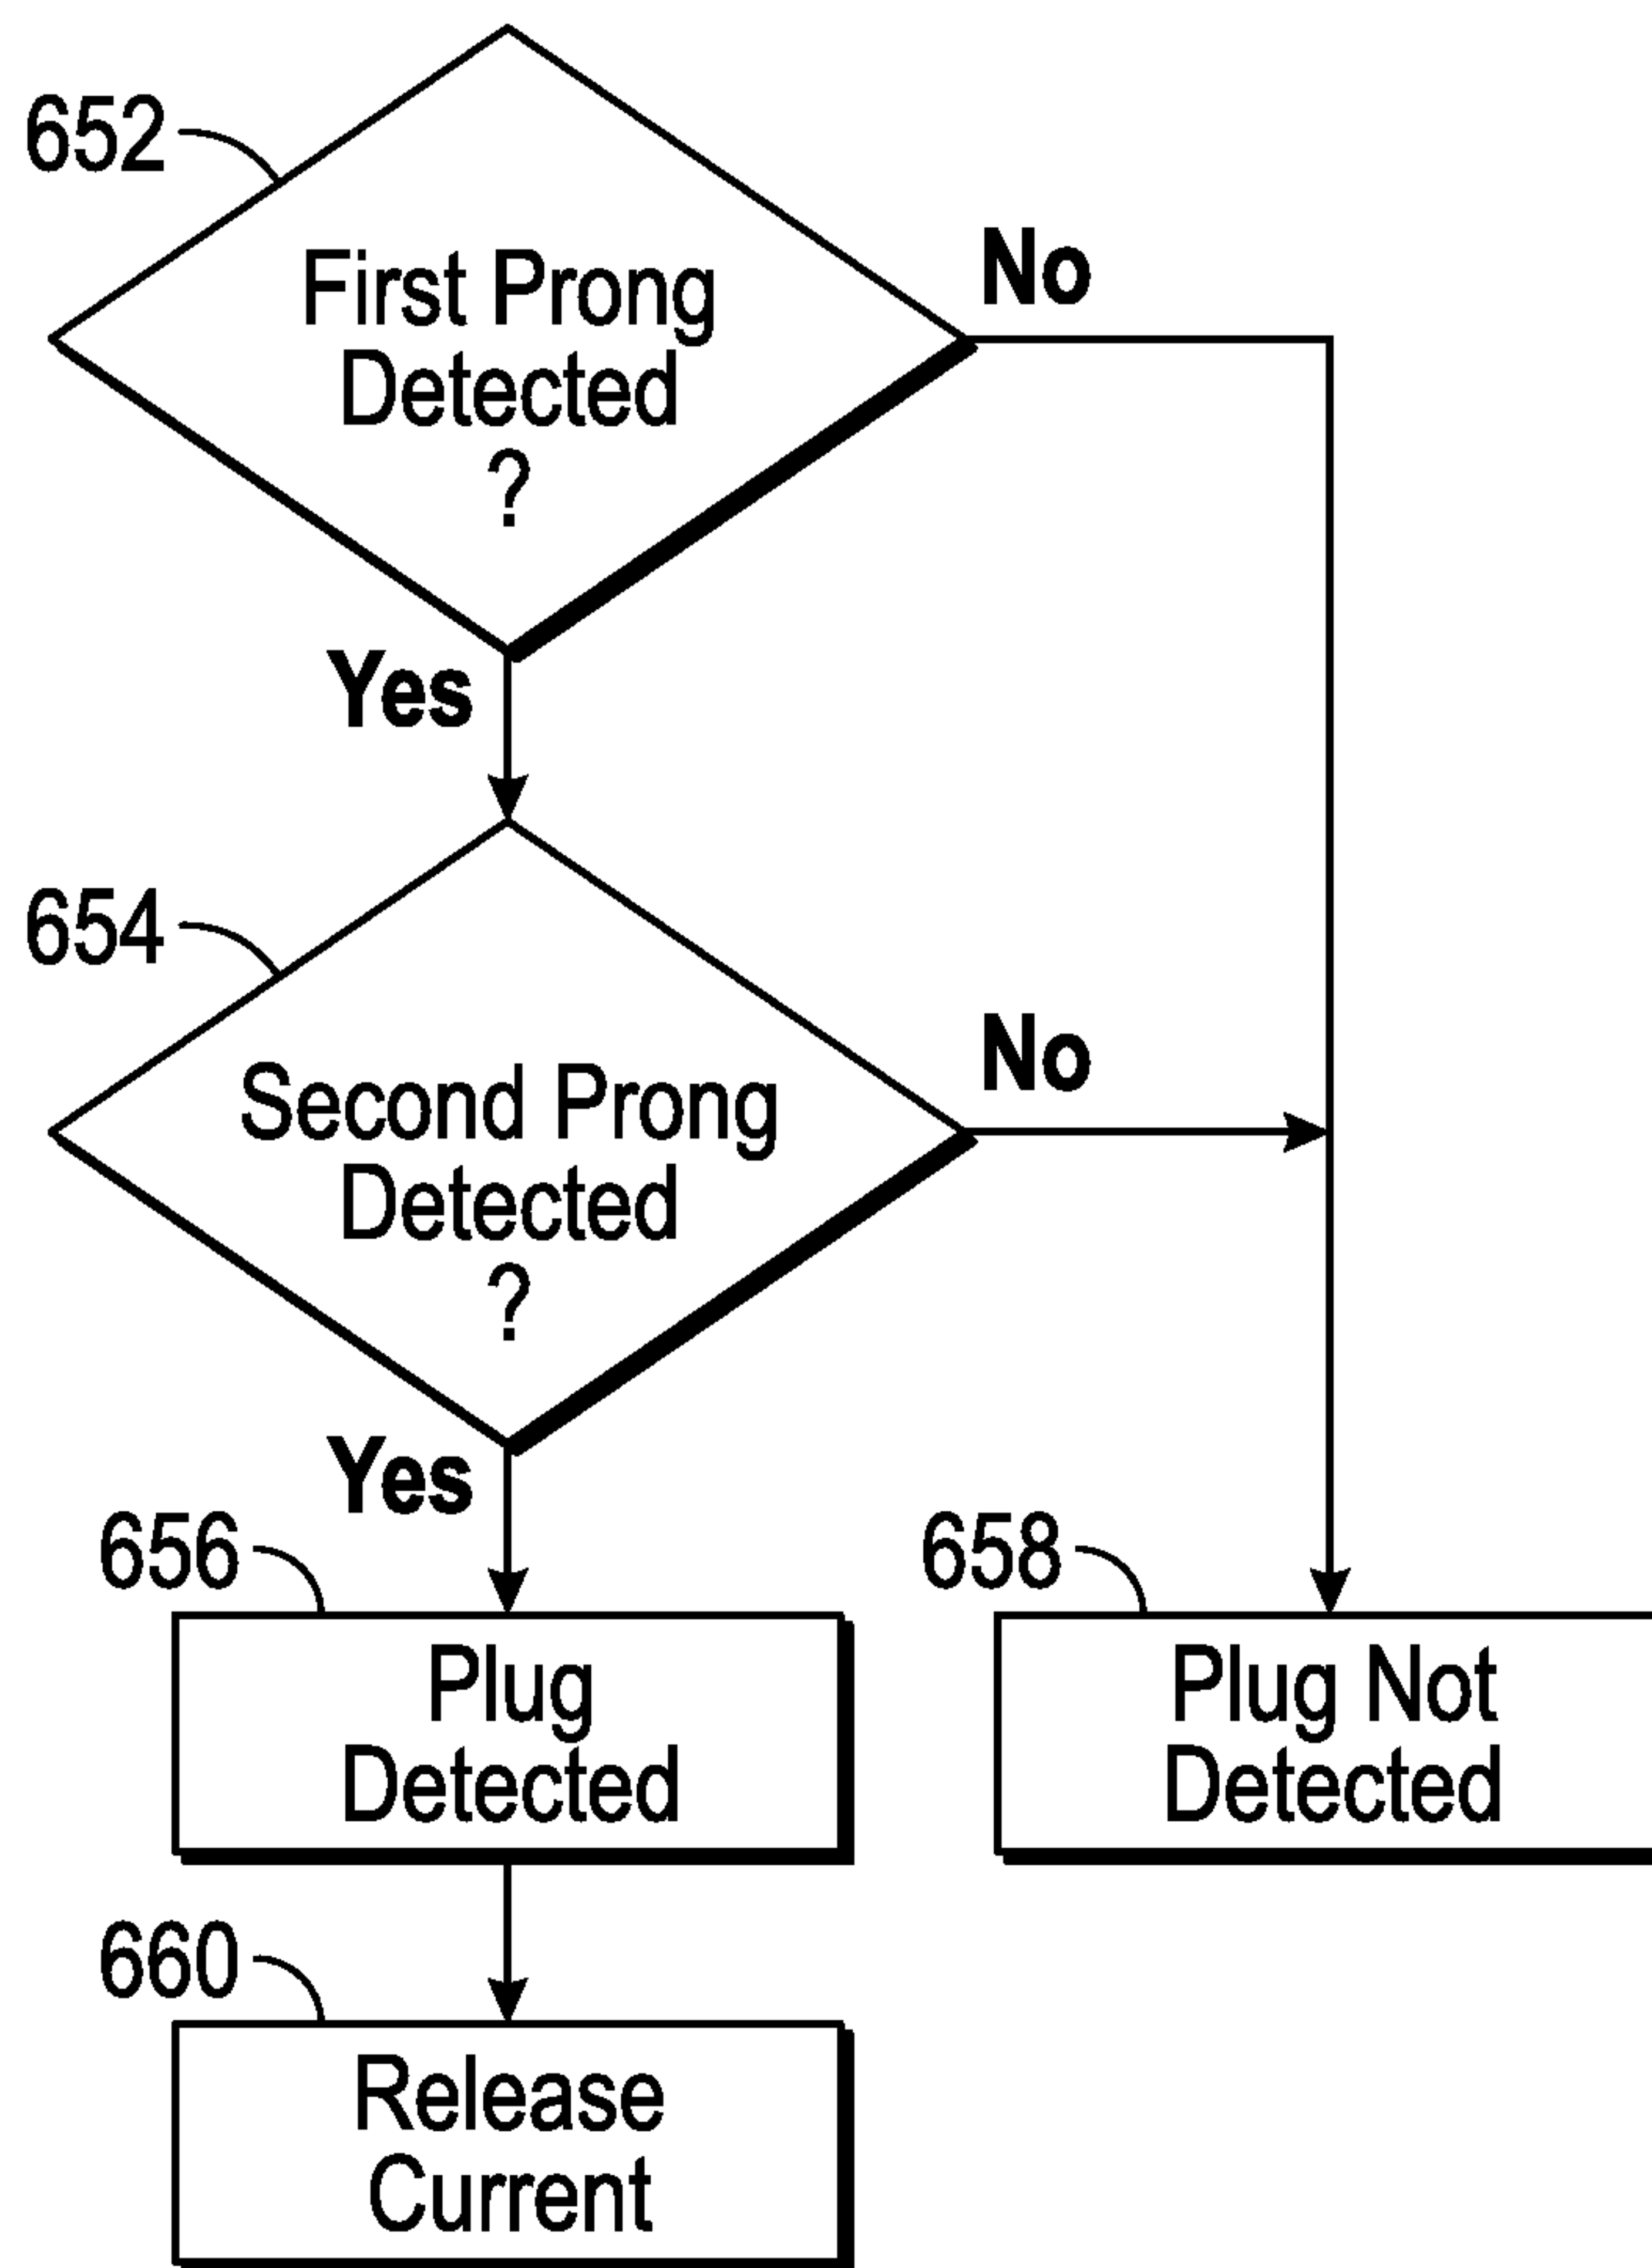 652
First Prong
Detected
?
No
Yes
654
Second Prong
Detected
?
No
Yes
656
Plug
Detected
658
Plug Not
Detected
660
Release
Current